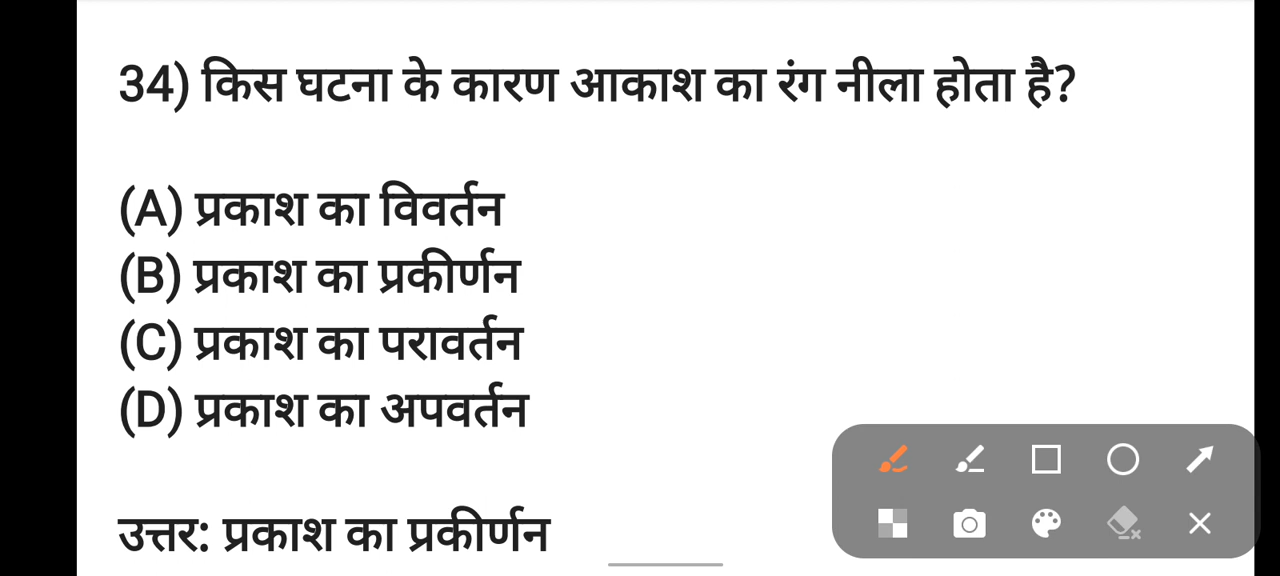 34) किस घटना के कारण आकाश का रंग नीला होता है?
(A) प्रकाश का विवर्तन
(B) प्रकाश का प्रकीर्णन
(C) प्रकाश का परावर्तन
(D) प्रकाश का अपवर्तन
उत्तर: प्रकाश का प्रकीर्णन